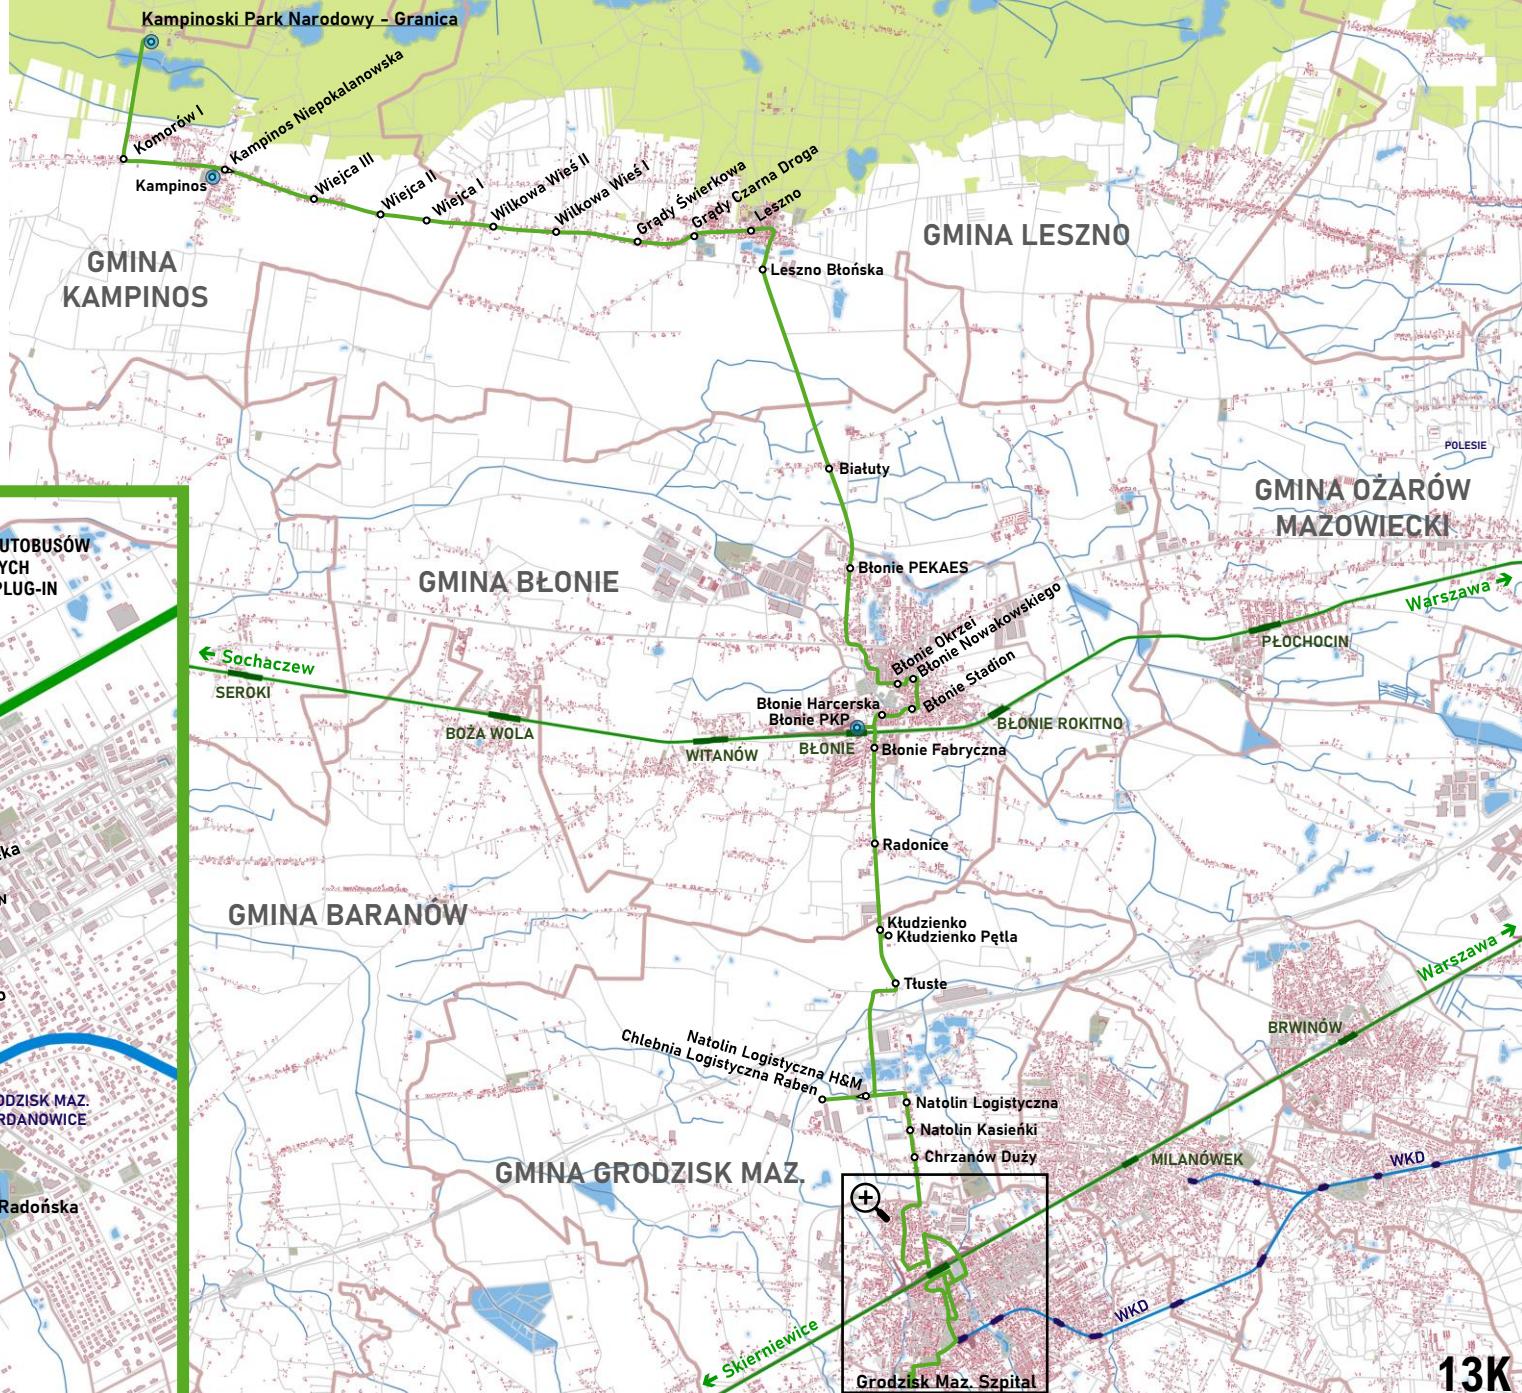 Kampinoski Park Narodowy - Granica
Komorów I
Kampinos Niepokalanowska
Kampinos
Wiejca III
Wiejca II
Wiejca I
Wilkowa Wieś II
Wilkowa Wieś I
Grądy Świerkowa
Grądy Czarna Droga
Leszno
Leszno Błońska
GMINA
KAMPINOS
GMINA LESZNO
Białuty
POLESIE
GMINA OŻARÓW
MAZOWIECKI
UTOBUSÓW
YCH
PLUG-IN
GMINA BŁONIE
Błonie PEKAES
Błonie Okrzei
Błonie Nowakowskiego
Błonie Stadion
Błonie Harcerska
Błonie PKP
BŁONIE
Błonie Fabryczna
BŁONIE ROKITNO
Warszawa →
PŁOCHOCIN
← Sochaczew
SEROKI
BOŻA WOLA
WITANÓW
Radonice
GMINA BARANÓW
Kłudzienko
Kłudzienko Pętla
Tłuste
Warszawa →
BRWINÓW
Natolin Logistyczna H&M
Chlebnia Logistyczna Raben
Natolin Logistyczna
Natolin Kasieńki
Chrzanów Duży
ODZISK MAZ.
RDANOWICE
MILANÓWEK
WKD
GMINA GRODZISK MAZ.
Radońska
WKD
← Skierniewice
Grodzisk Maz. Szpital
13K